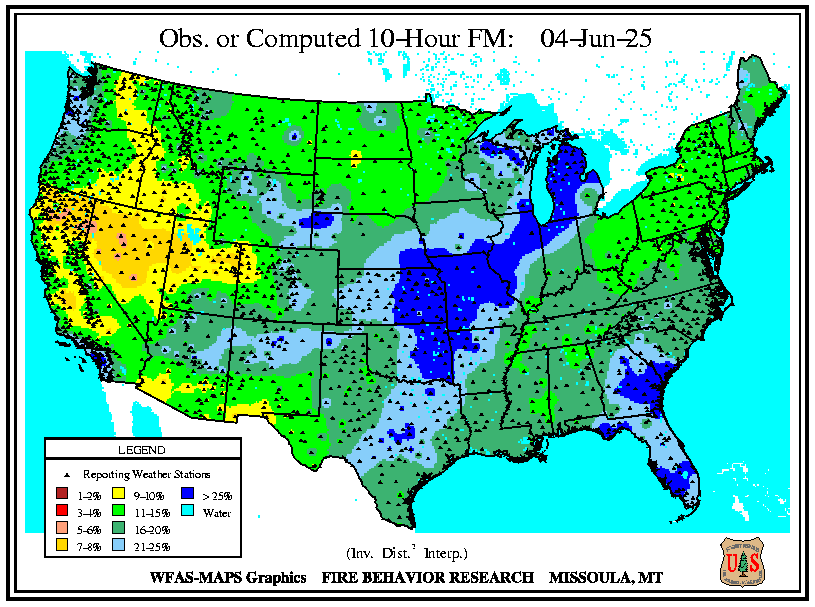 Obs. or Computed 10-Hour FM: 04-Jun-25
LEGEND
Reporting Weather Stations
1-2% 9-10% > 25%
3-4% 11-15% Water
5-6% 16-20%
7-8% 21-25%
(Inv. Dist.² Interp.)
WFAS-MAPS Graphics FIRE BEHAVIOR RESEARCH MISSOULA, MT
U S